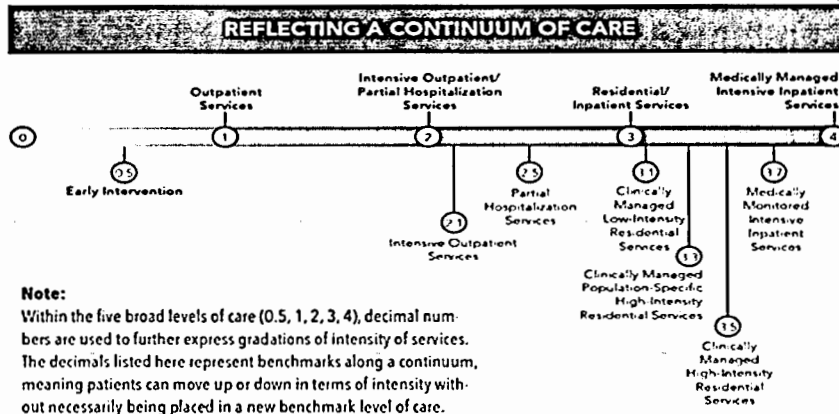 REFLECTING A CONTINUUM OF CARE
Outpatient
Services
Intensive Outpatient/
Partial Hospitalization
Services
Residential/
Inpatient Services
Medically Managed
Intensive Inpatient
Services
0
1
2
3
4
0.5
Early Intervention
2.1
Intensive Outpatient
Services
2.5
Partial
Hospitalization
Services
3.1
Clinically
Managed
Low-Intensity
Residential
Services
3.3
Clinically Managed
Population-Specific
High-Intensity
Residential Services
3.5
Clinically
Managed
High-Intensity
Residential
Services
3.7
Medically
Monitored
Intensive
Inpatient
Services
Note:
Within the five broad levels of care (0.5, 1, 2, 3, 4), decimal num-
bers are used to further express gradations of intensity of services.
The decimals listed here represent benchmarks along a continuum,
meaning patients can move up or down in terms of intensity with-
out necessarily being placed in a new benchmark level of care.